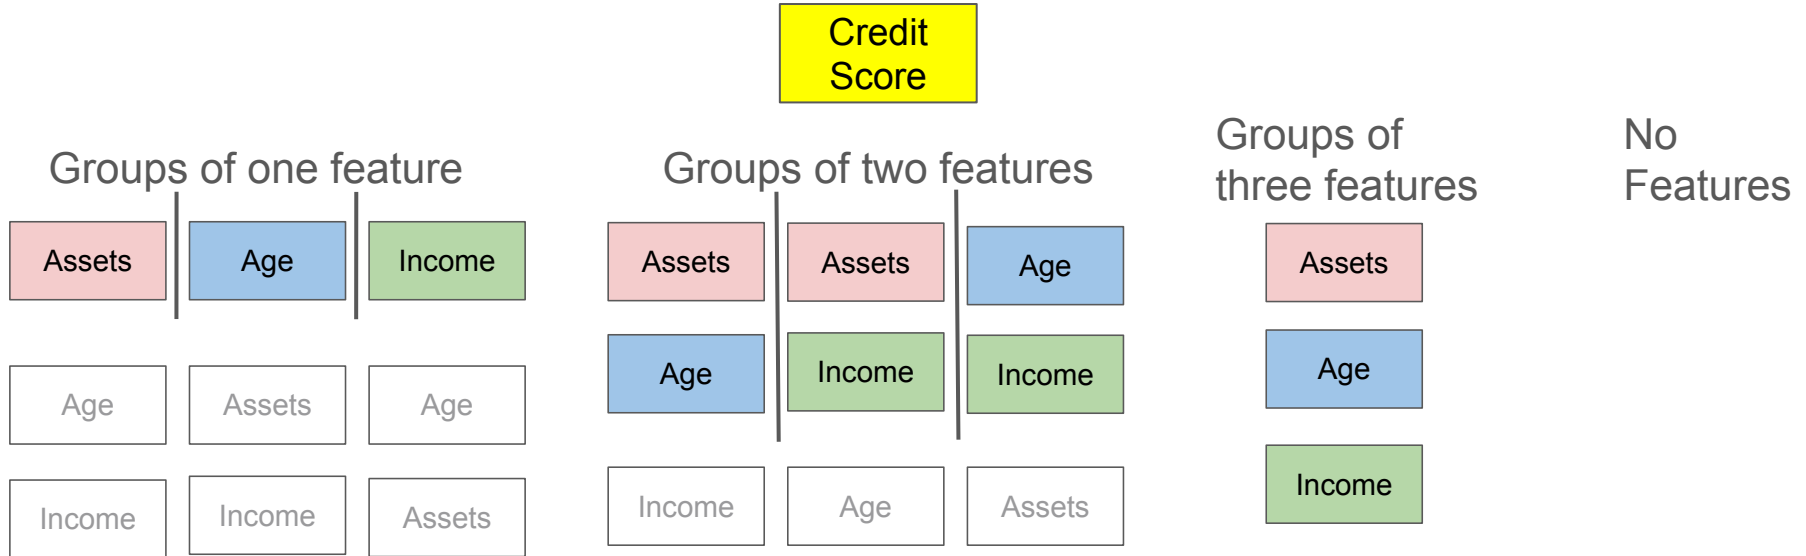 Credit
Score
Groups of one feature
Groups of two features
Groups of
three features
No
Features
Assets
Age
Income
Age
Assets
Age
Income
Income
Assets
Assets
Assets
Age
Age
Income
Income
Income
Age
Assets
Assets
Age
Income